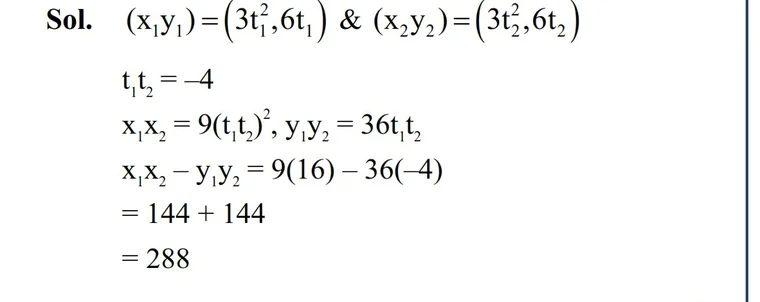 Sol. (x₁y₁)=(3t₁²,6t₁) & (x₂y₂)=(3t₂²,6t₂)
t₁t₂ = –4
x₁x₂ = 9(t₁t₂)², y₁y₂ = 36t₁t₂
x₁x₂ – y₁y₂ = 9(16) – 36(–4)
= 144 + 144
= 288